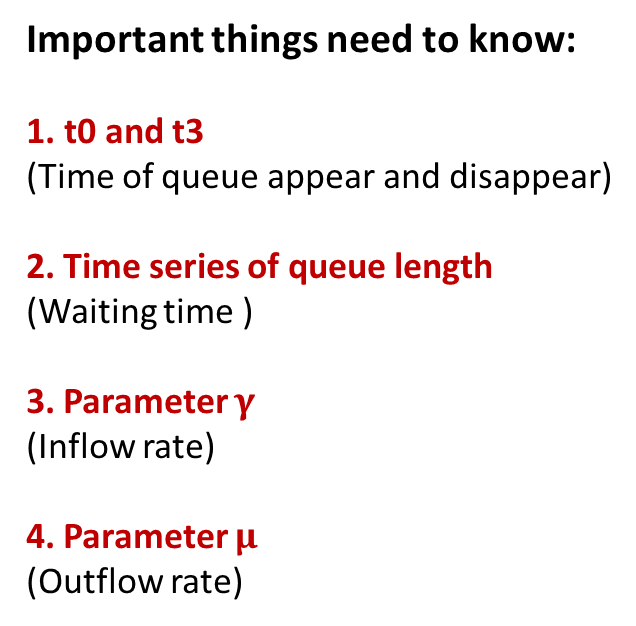 Important things need to know:
1. t0 and t3
(Time of queue appear and disappear)
2. Time series of queue length
(Waiting time )
3. Parameter γ
(Inflow rate)
4. Parameter μ
(Outflow rate)